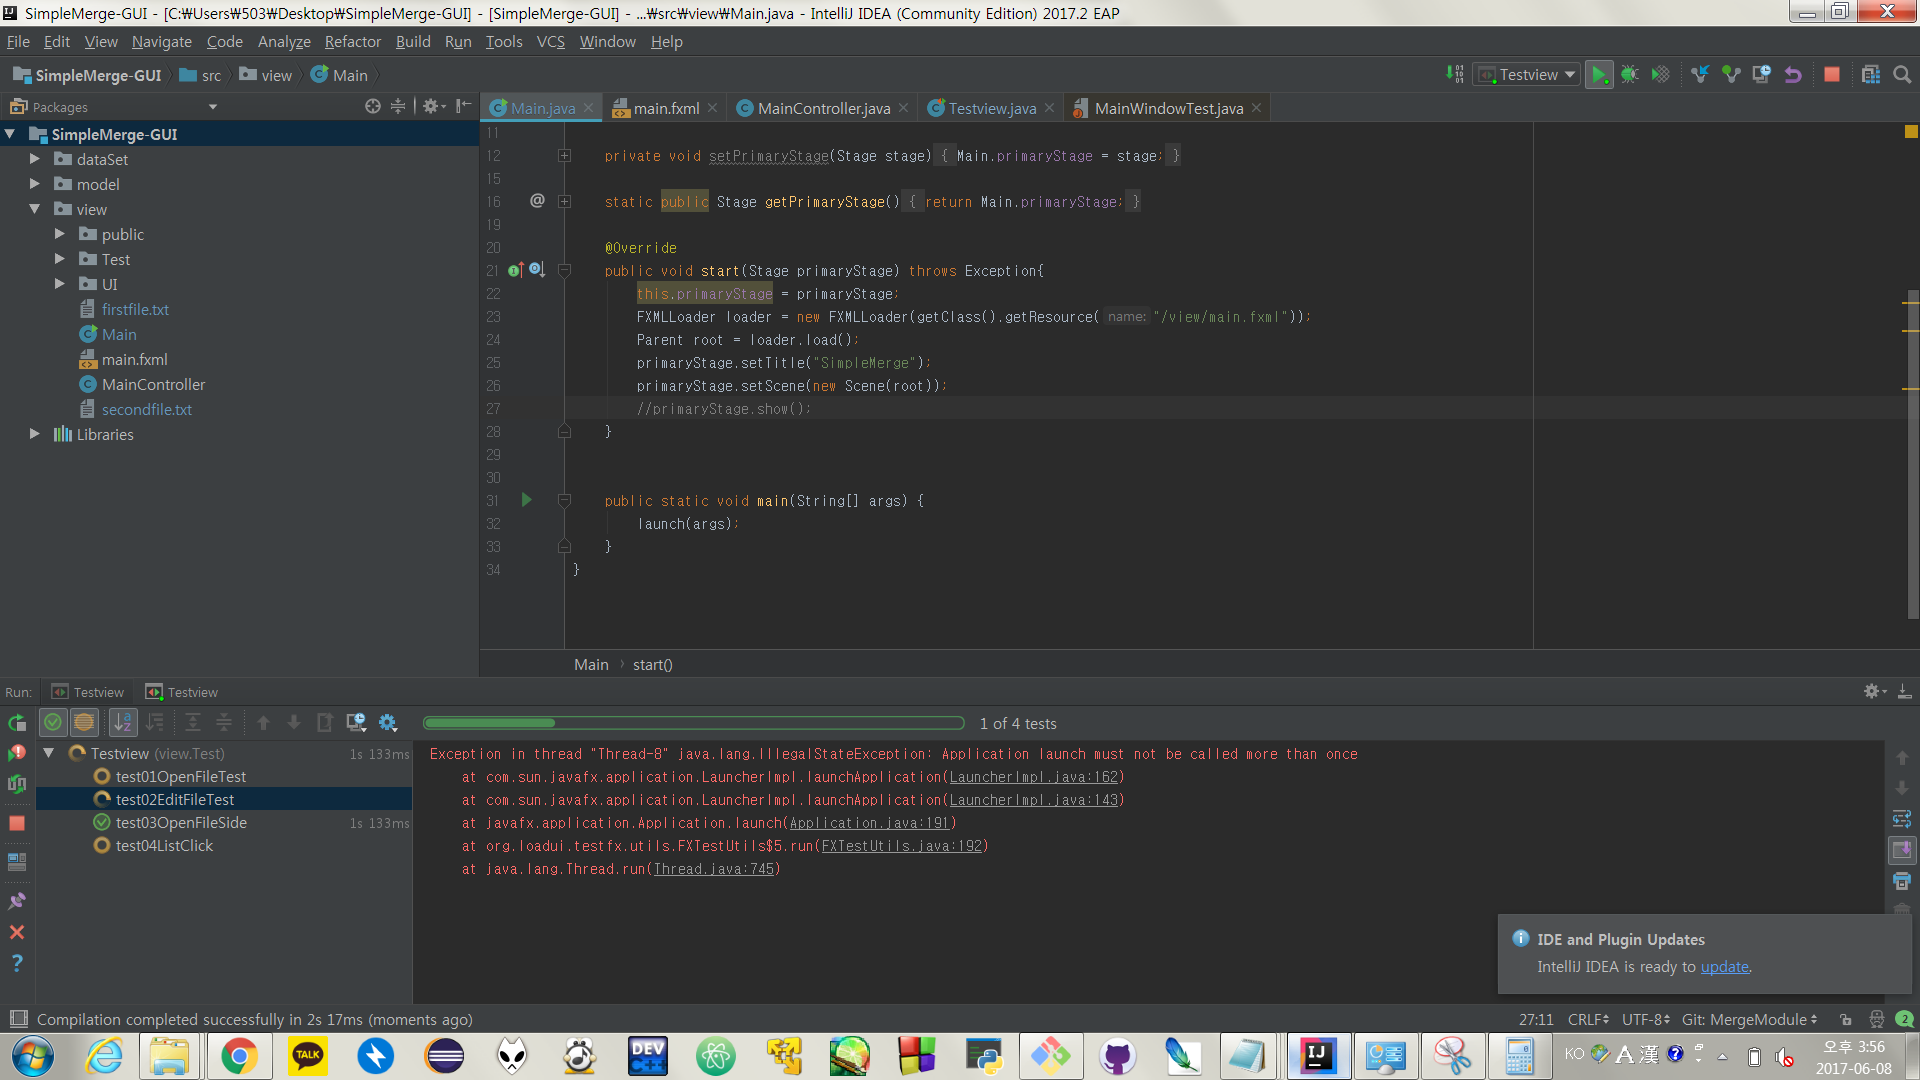 SimpleMerge-GUI - [C:₩Users₩503₩Desktop₩SimpleMerge-GUI] - [SimpleMerge-GUI] - ...₩src₩view₩Main.java - IntelliJ IDEA (Community Edition) 2017.2 EAP
File Edit View Navigate Code Analyze Refactor Build Run Tools VCS Window Help
SimpleMerge-GUI src view Main Testview
Packages
Main.java main.fxml MainController.java Testview.java MainWindowTest.java
SimpleMerge-GUI
dataSet
model
view
public
Test
UI
firstfile.txt
Main
main.fxml
MainController
secondfile.txt
Libraries
11
12 private void setPrimaryStage(Stage stage) { Main.primaryStage = stage; }
15
16 @ static public Stage getPrimaryStage() { return Main.primaryStage; }
19
20 @Override
21 public void start(Stage primaryStage) throws Exception{
22 this.primaryStage = primaryStage;
23 FXMLLoader loader = new FXMLLoader(getClass().getResource( name: "/view/main.fxml"));
24 Parent root = loader.load();
25 primaryStage.setTitle("SimpleMerge");
26 primaryStage.setScene(new Scene(root));
27 //primaryStage.show();
28 }
29
30
31 public static void main(String[] args) {
32 launch(args);
33 }
34 }
Main › start()
Run: Testview Testview
1 of 4 tests
Testview (view.Test) 1s 133ms
test01OpenFileTest
test02EditFileTest
test03OpenFileSide 1s 133ms
test04ListClick
Exception in thread "Thread-8" java.lang.IllegalStateException: Application launch must not be called more than once
at com.sun.javafx.application.LauncherImpl.launchApplication(LauncherImpl.java:162)
at com.sun.javafx.application.LauncherImpl.launchApplication(LauncherImpl.java:143)
at javafx.application.Application.launch(Application.java:191)
at org.loadui.testfx.utils.FXTestUtils$5.run(FXTestUtils.java:192)
at java.lang.Thread.run(Thread.java:745)
IDE and Plugin Updates
IntelliJ IDEA is ready to update.
Compilation completed successfully in 2s 17ms (moments ago)
27:11 CRLF UTF-8 Git: MergeModule 2
TALK
DEV C++
IJ
KO A 漢 ?
오후 3:56
2017-06-08